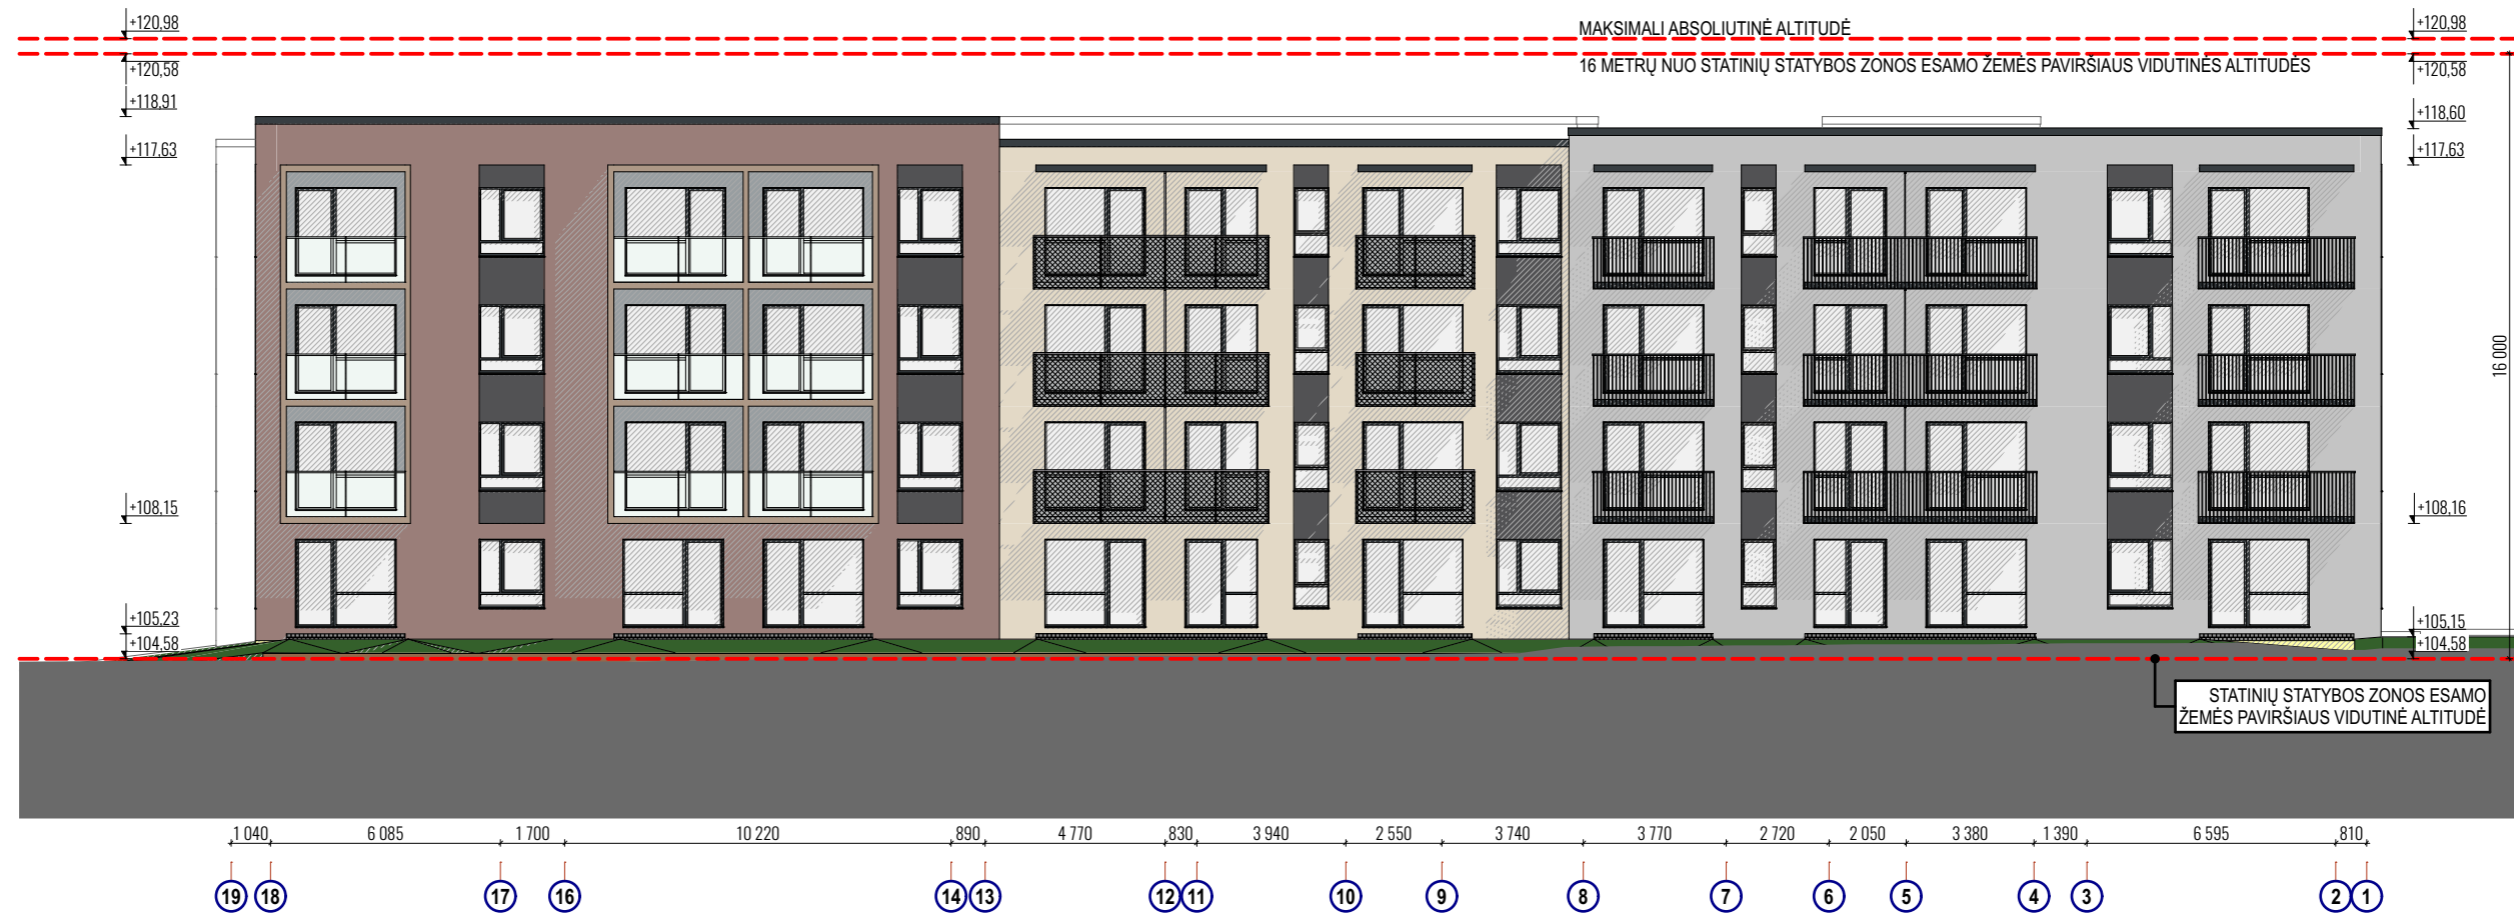 +120,98
MAKSIMALI ABSOLIUTINĖ ALTITUDĖ
+120,98
+120,58
16 METRŲ NUO STATINIŲ STATYBOS ZONOS ESAMO ŽEMĖS PAVIRŠIAUS VIDUTINĖS ALTITUDĖS
+120,58
+118,91
+118,60
+117,63
+117,63
16 000
+108,15
+108,16
+105,23
+105,15
+104,58
+104,58
STATINIŲ STATYBOS ZONOS ESAMO
ŽEMĖS PAVIRŠIAUS VIDUTINĖ ALTITUDĖ
1 040 6 085 1 700 10 220 890 4 770 830 3 940 2 550 3 740 3 770 2 720 2 050 3 380 1 390 6 595 810
19 18 17 16 14 13 12 11 10 9 8 7 6 5 4 3 2 1